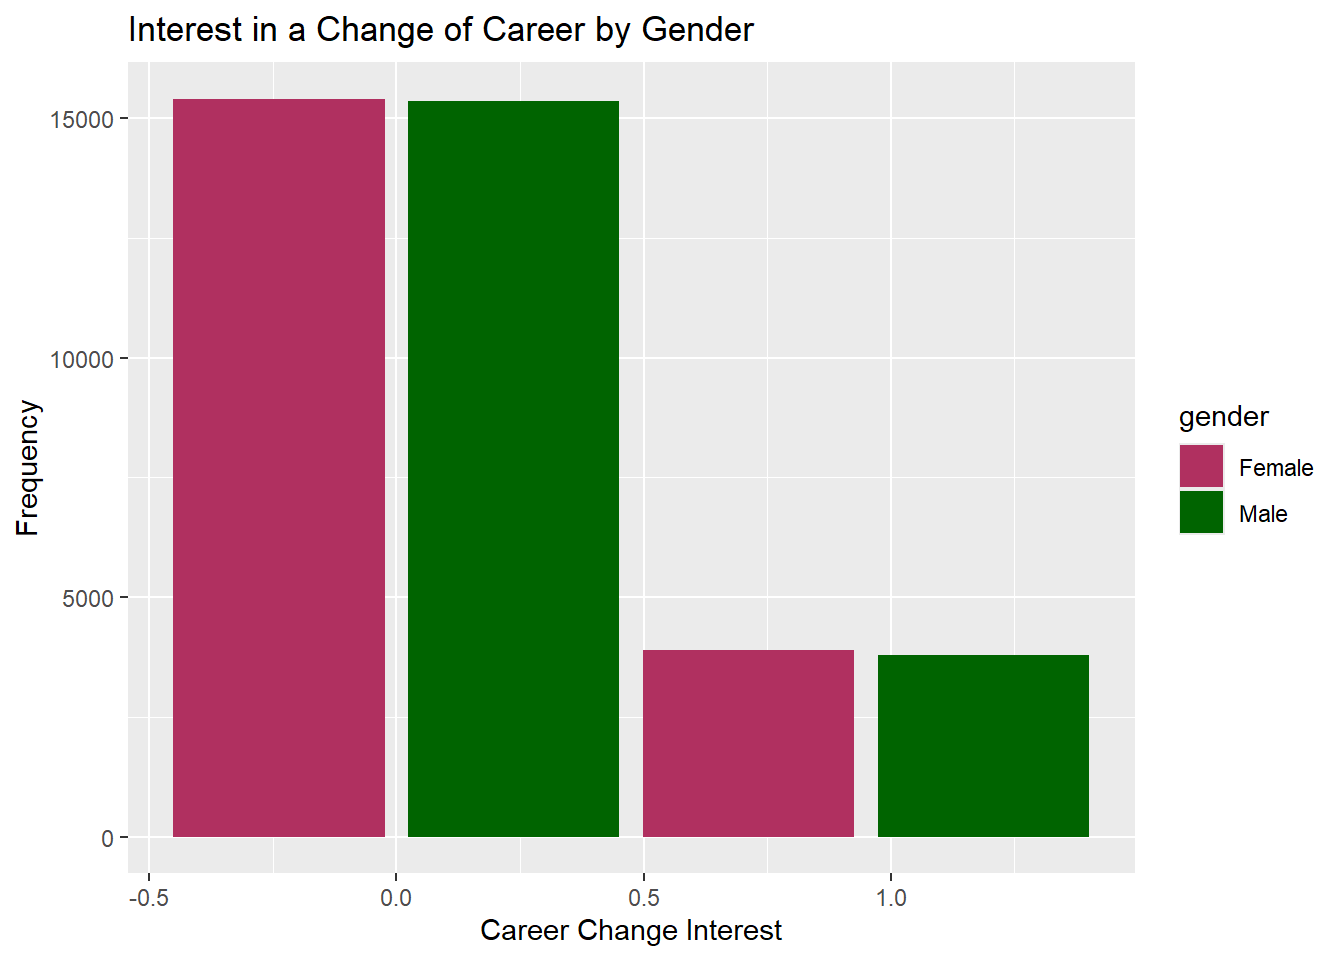 Interest in a Change of Career by Gender
15000
10000
5000
0
Frequency
-0.5
0.0
0.5
1.0
Career Change Interest
gender
Female
Male